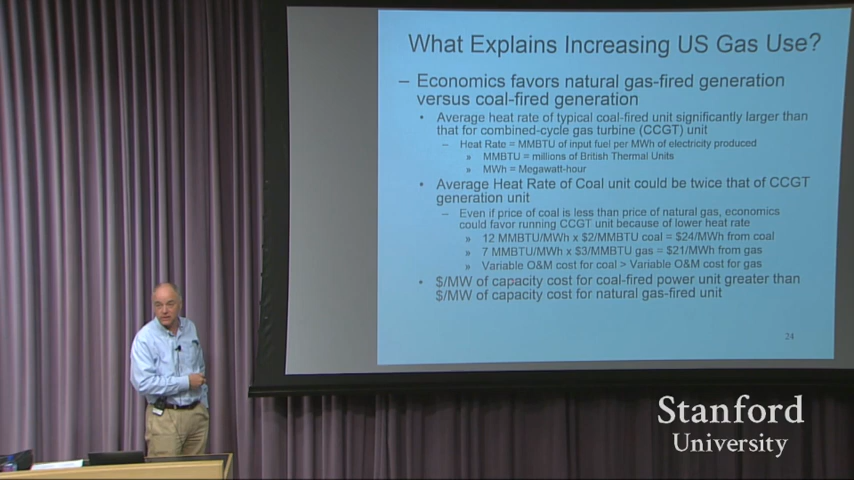 What Explains Increasing US Gas Use?
– Economics favors natural gas-fired generation
versus coal-fired generation
• Average heat rate of typical coal-fired unit significantly larger than
that for combined-cycle gas turbine (CCGT) unit
– Heat Rate = MMBTU of input fuel per MWh of electricity produced
» MMBTU = millions of British Thermal Units
» MWh = Megawatt-hour
• Average Heat Rate of Coal unit could be twice that of CCGT
generation unit
– Even if price of coal is less than price of natural gas, economics
could favor running CCGT unit because of lower heat rate
» 12 MMBTU/MWh x $2/MMBTU coal = $24/MWh from coal
» 7 MMBTU/MWh x $3/MMBTU gas = $21/MWh from gas
» Variable O&M cost for coal > Variable O&M cost for gas
• $/MW of capacity cost for coal-fired power unit greater than
$/MW of capacity cost for natural gas-fired unit
24
Stanford
University